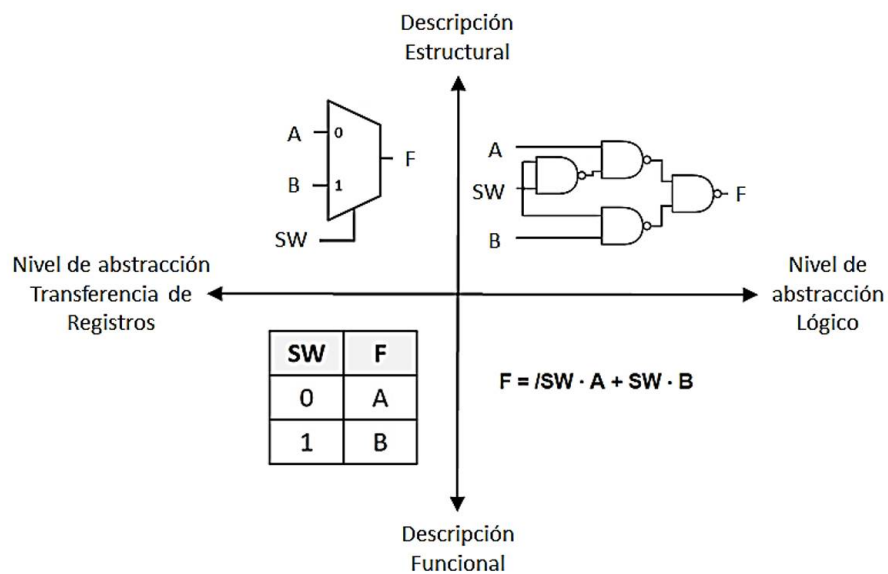 Descripción
Estructural
A
0
F
B
1
SW
A
SW
B
F
Nivel de abstracción
Transferencia de
Registros
Nivel de
abstracción
Lógico
SW F
0 A
1 B
F = /SW · A + SW · B
Descripción
Funcional